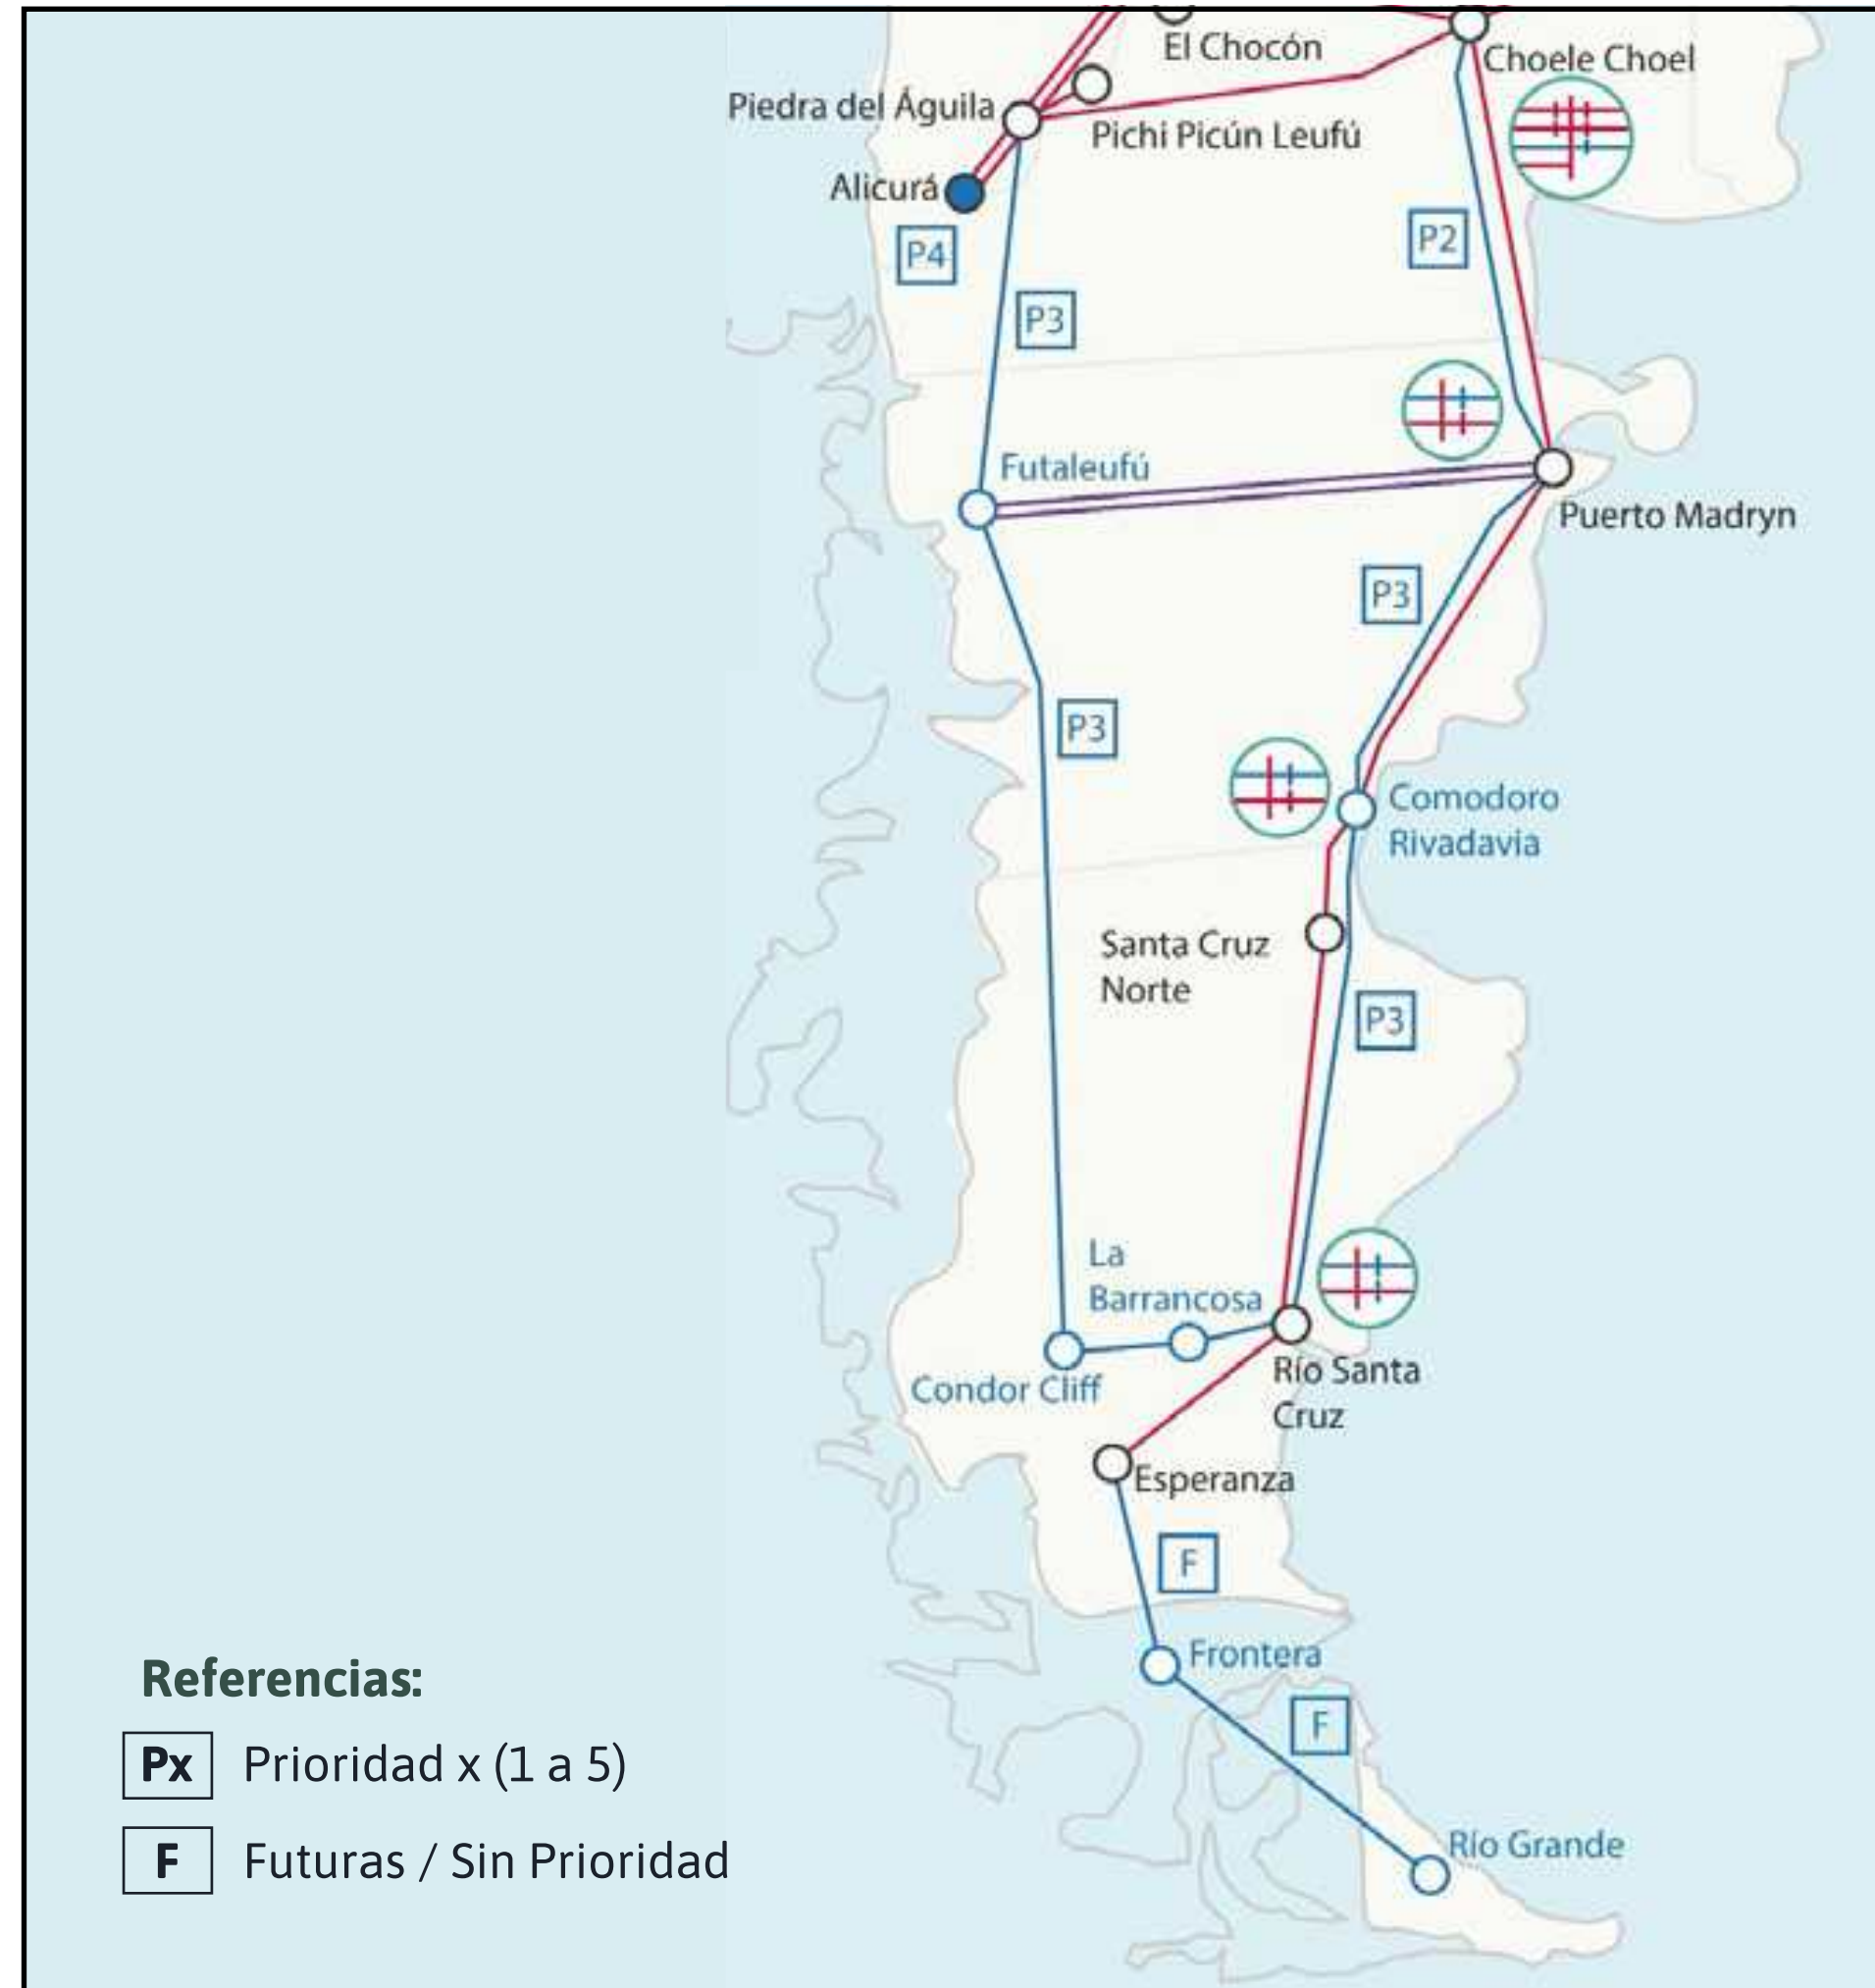 El Chocón
Choele Choel
Piedra del Águila
Pichi Picún Leufú
Alicurá
P2
P4
P3
Futaleufú
Puerto Madryn
P3
P3
Comodoro
Rivadavia
Santa Cruz
Norte
P3
La
Barrancosa
Río Santa
Cruz
Condor Cliff
Esperanza
F
Frontera
F
Río Grande
Referencias:
Px Prioridad x (1 a 5)
F Futuras / Sin Prioridad